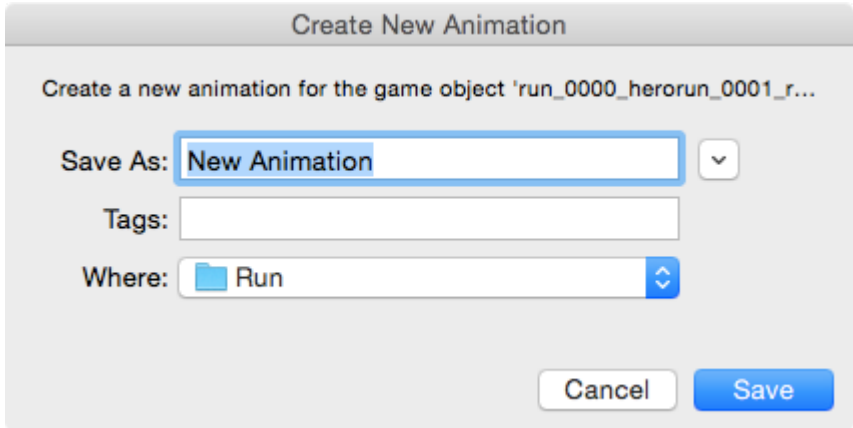 Create New Animation
Create a new animation for the game object 'run_0000_herorun_0001_r...
Save As: New Animation
Tags:
Where: Run
Cancel Save